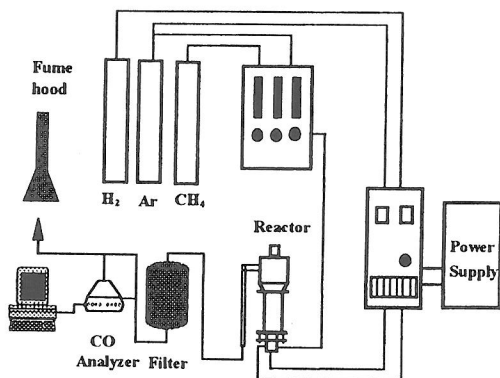 Fume
hood
H₂
Ar
CH₄
Reactor
Power
Supply
CO
Analyzer
Filter